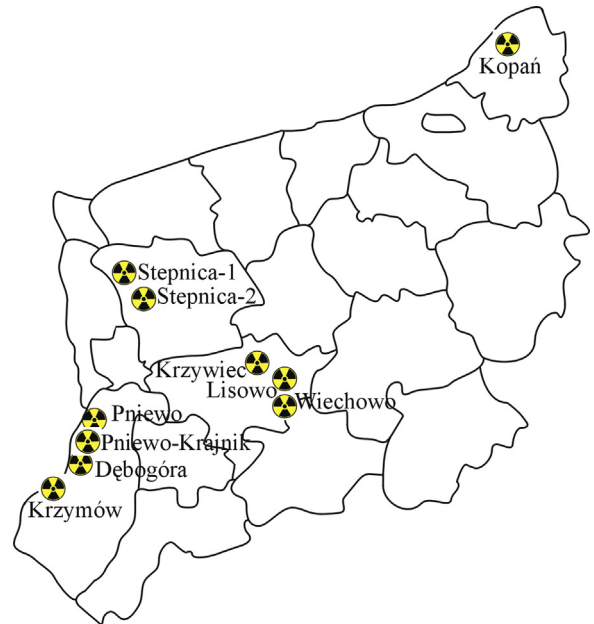 Kopań
Stepnica-1
Stepnica-2
Krzywiec
Lisowo
Wiechowo
Pniewo
Pniewo-Krajnik
Dębogóra
Krzymów